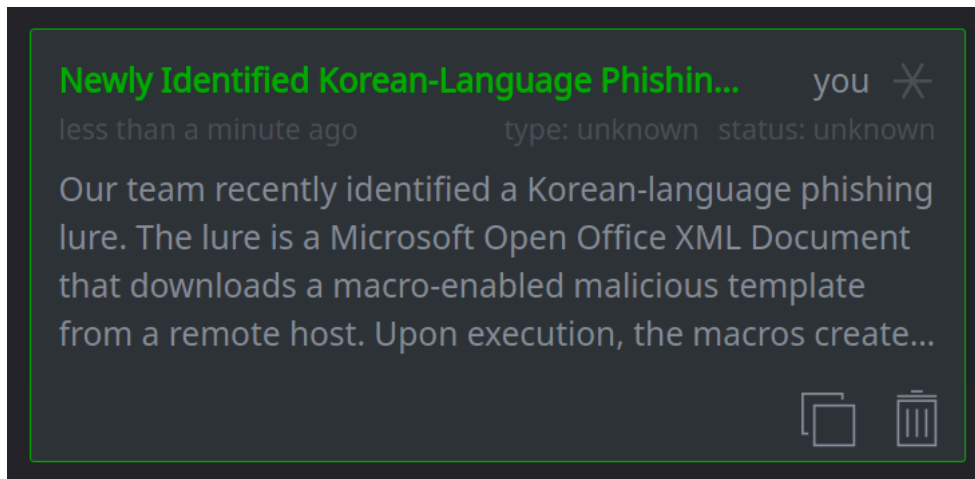 Newly Identified Korean-Language Phishin... you
less than a minute ago type: unknown status: unknown
Our team recently identified a Korean-language phishing
lure. The lure is a Microsoft Open Office XML Document
that downloads a macro-enabled malicious template
from a remote host. Upon execution, the macros create...